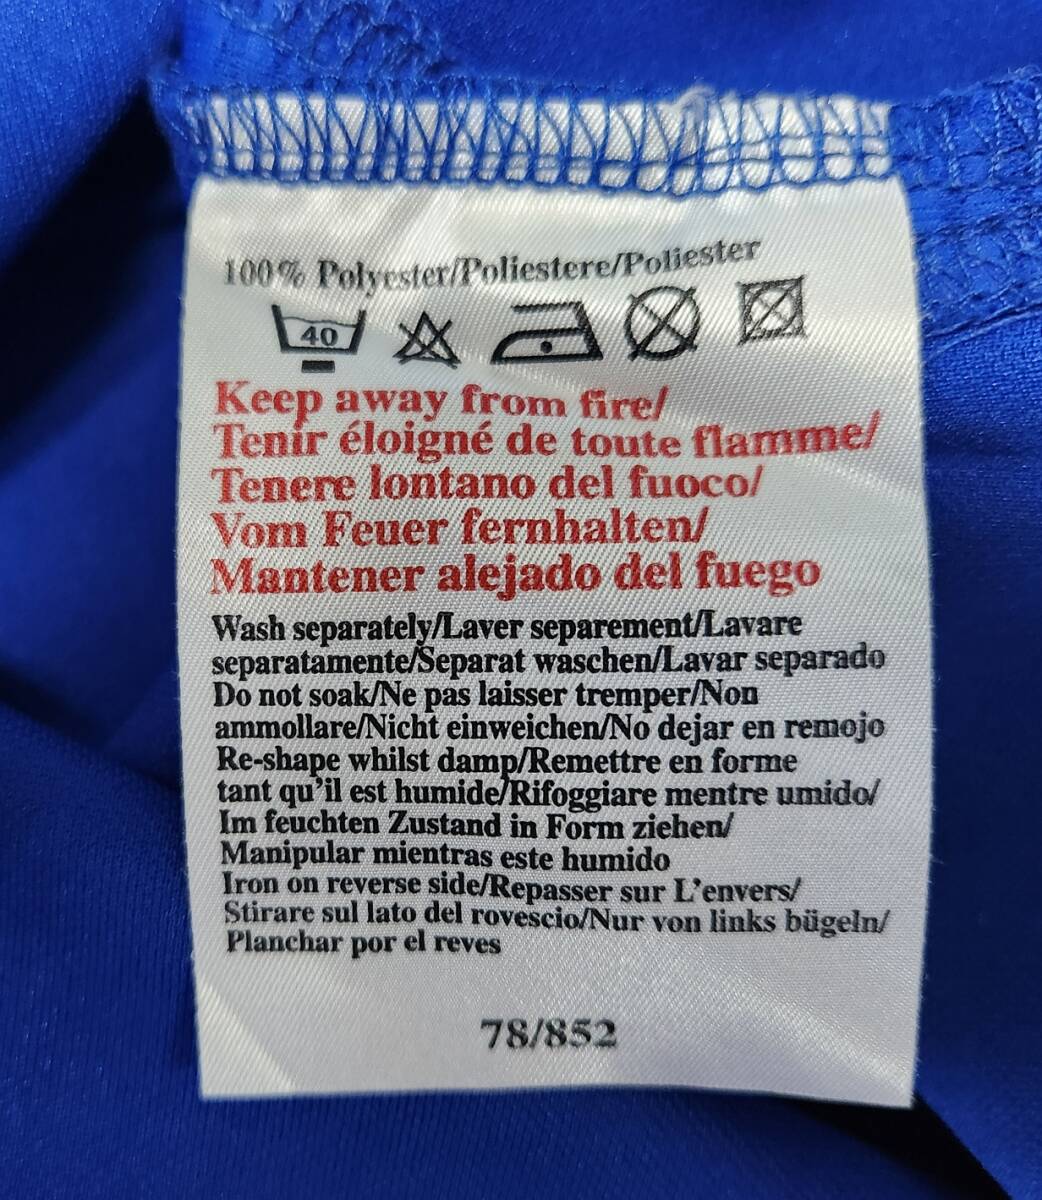 100% Polyester/Poliestere/Poliester
40
Keep away from fire/
Tenir éloigné de toute flamme/
Tenere lontano del fuoco/
Vom Feuer fernhalten/
Mantener alejado del fuego
Wash separately/Laver separement/Lavare
separatamente/Separat waschen/Lavar separado
Do not soak/Ne pas laisser tremper/Non
ammollare/Nicht einweichen/No dejar en remojo
Re-shape whilst damp/Remettre en forme
tant qu'il est humide/Rifoggiare mentre umido/
Im feuchten Zustand in Form ziehen/
Manipular mientras este humido
Iron on reverse side/Repasser sur L'envers/
Stirare sul lato del rovescio/Nur von links bügeln/
Planchar por el reves
78/852